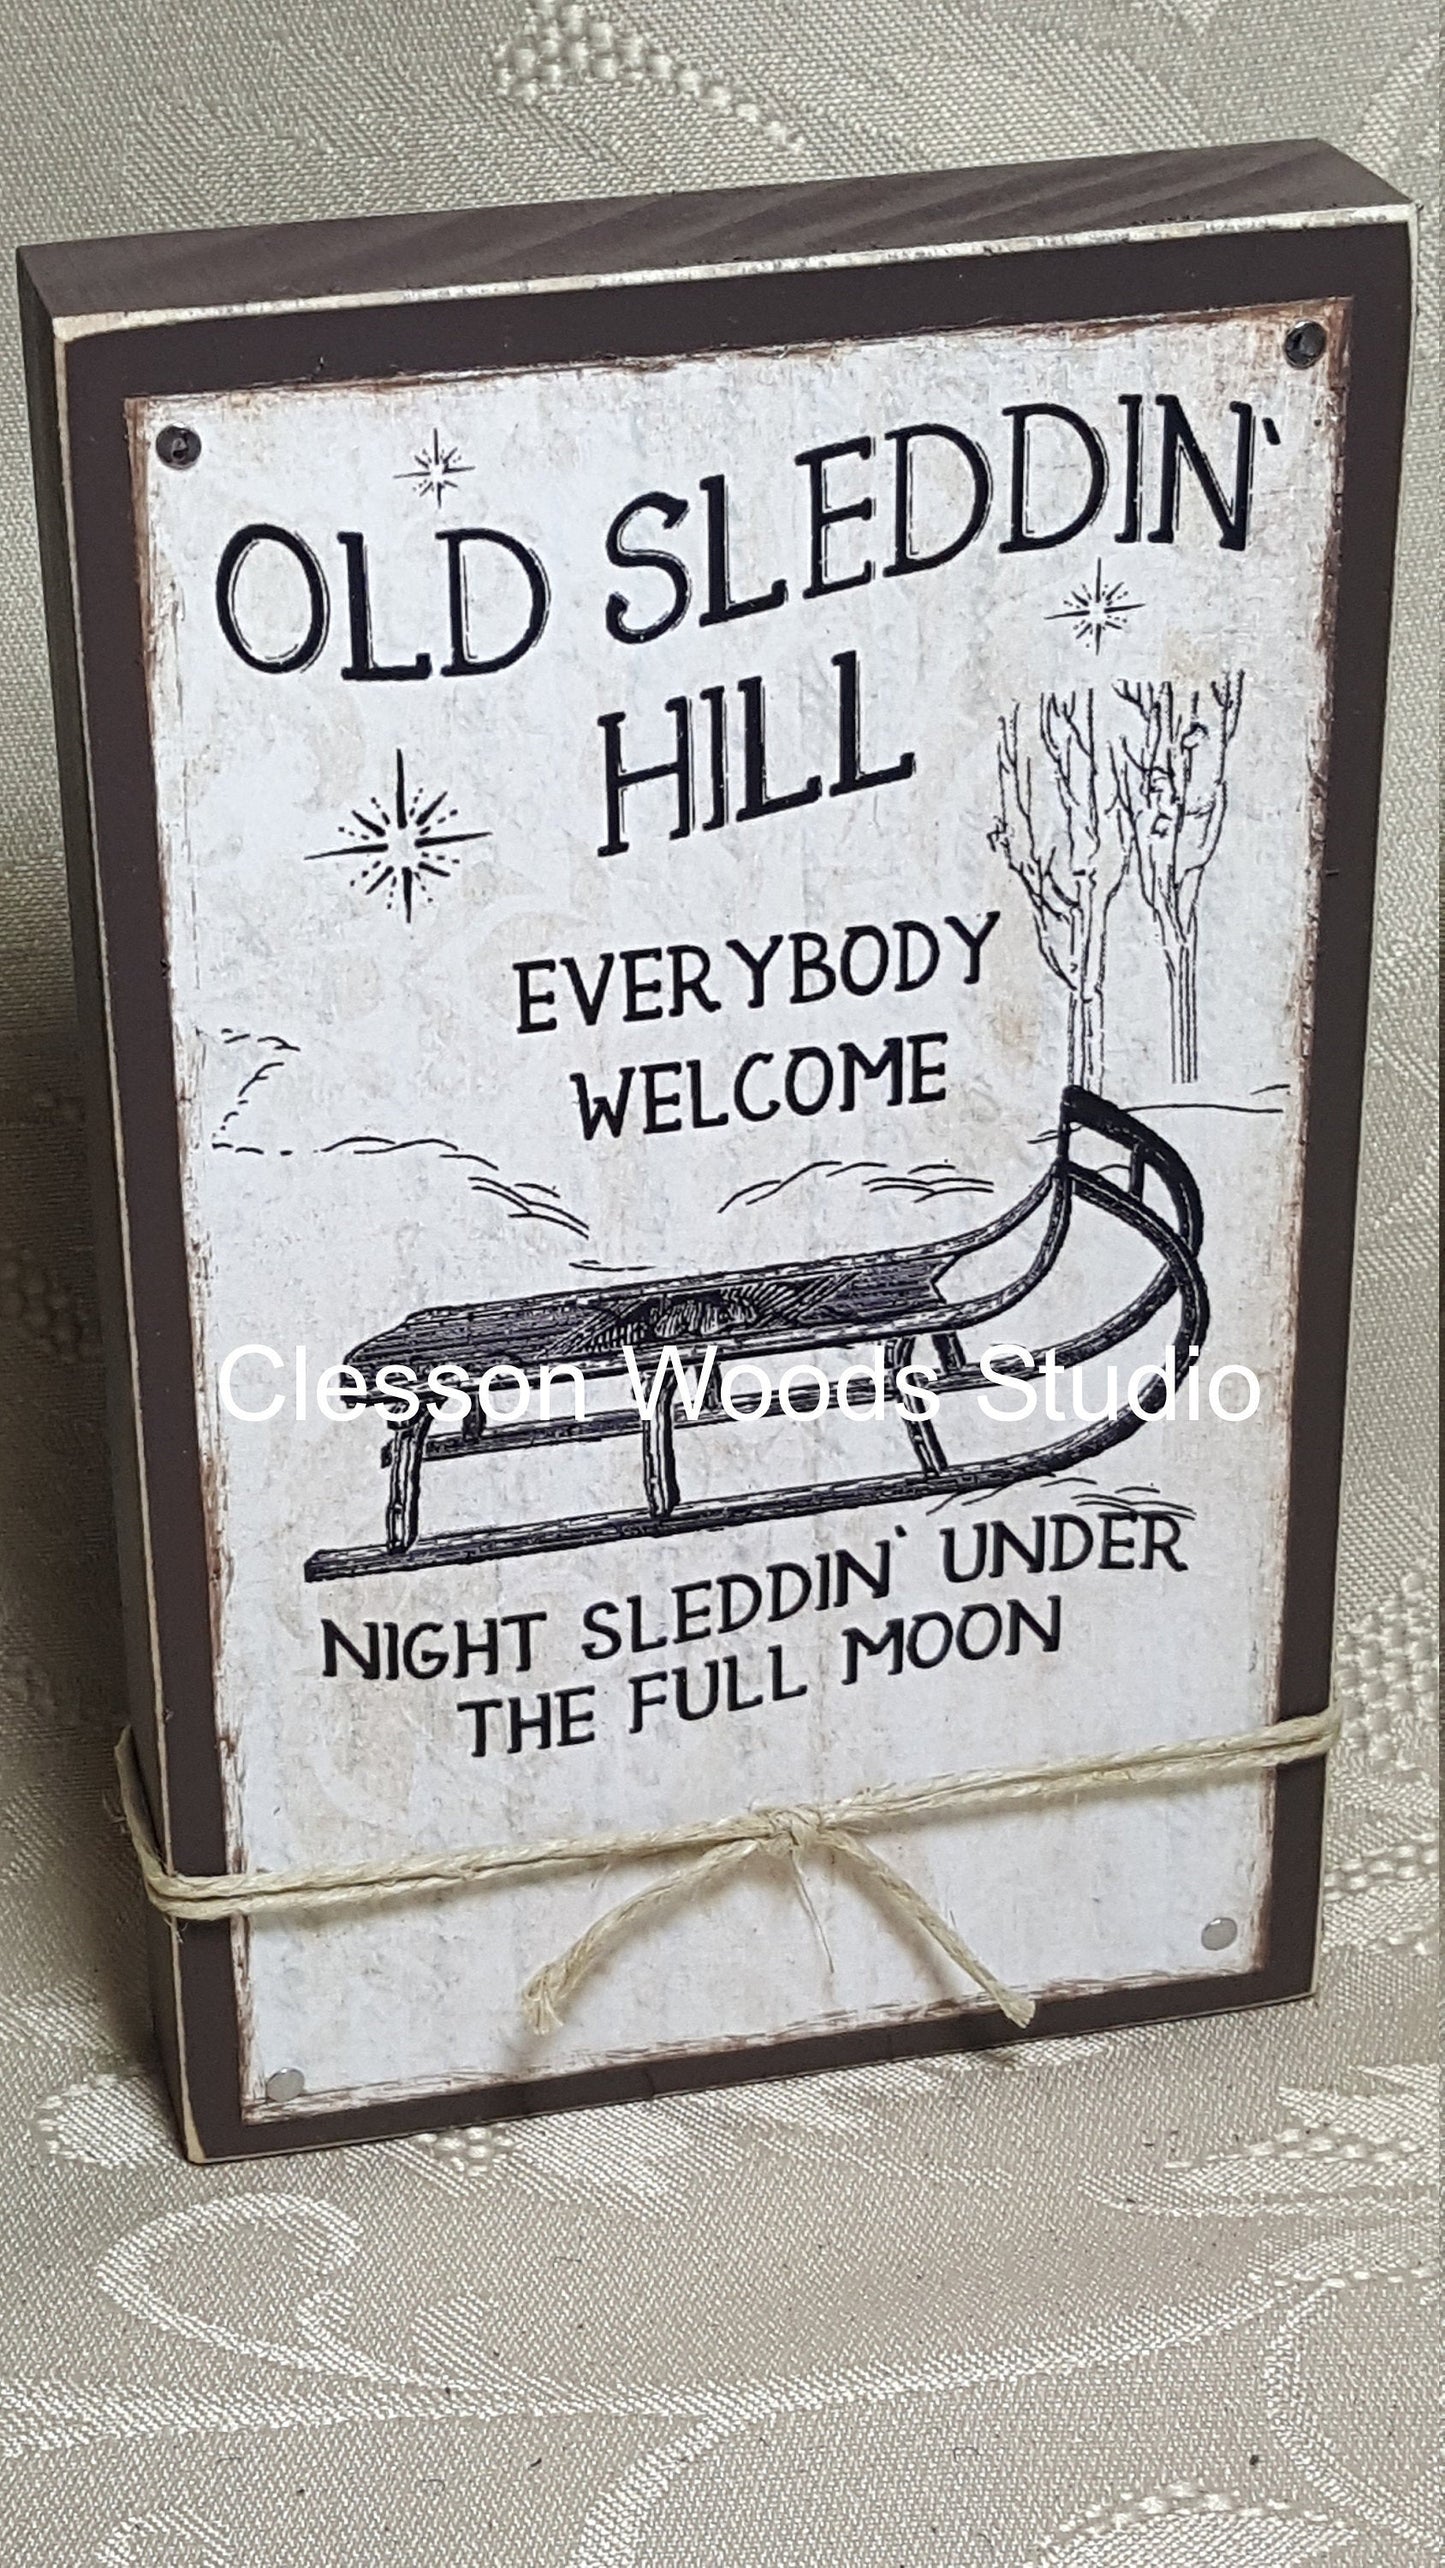 OLD SLEDDIN'
HILL
EVERYBODY
WELCOME
Clesson Woods Studio
NIGHT SLEDDIN' UNDER
THE FULL MOON